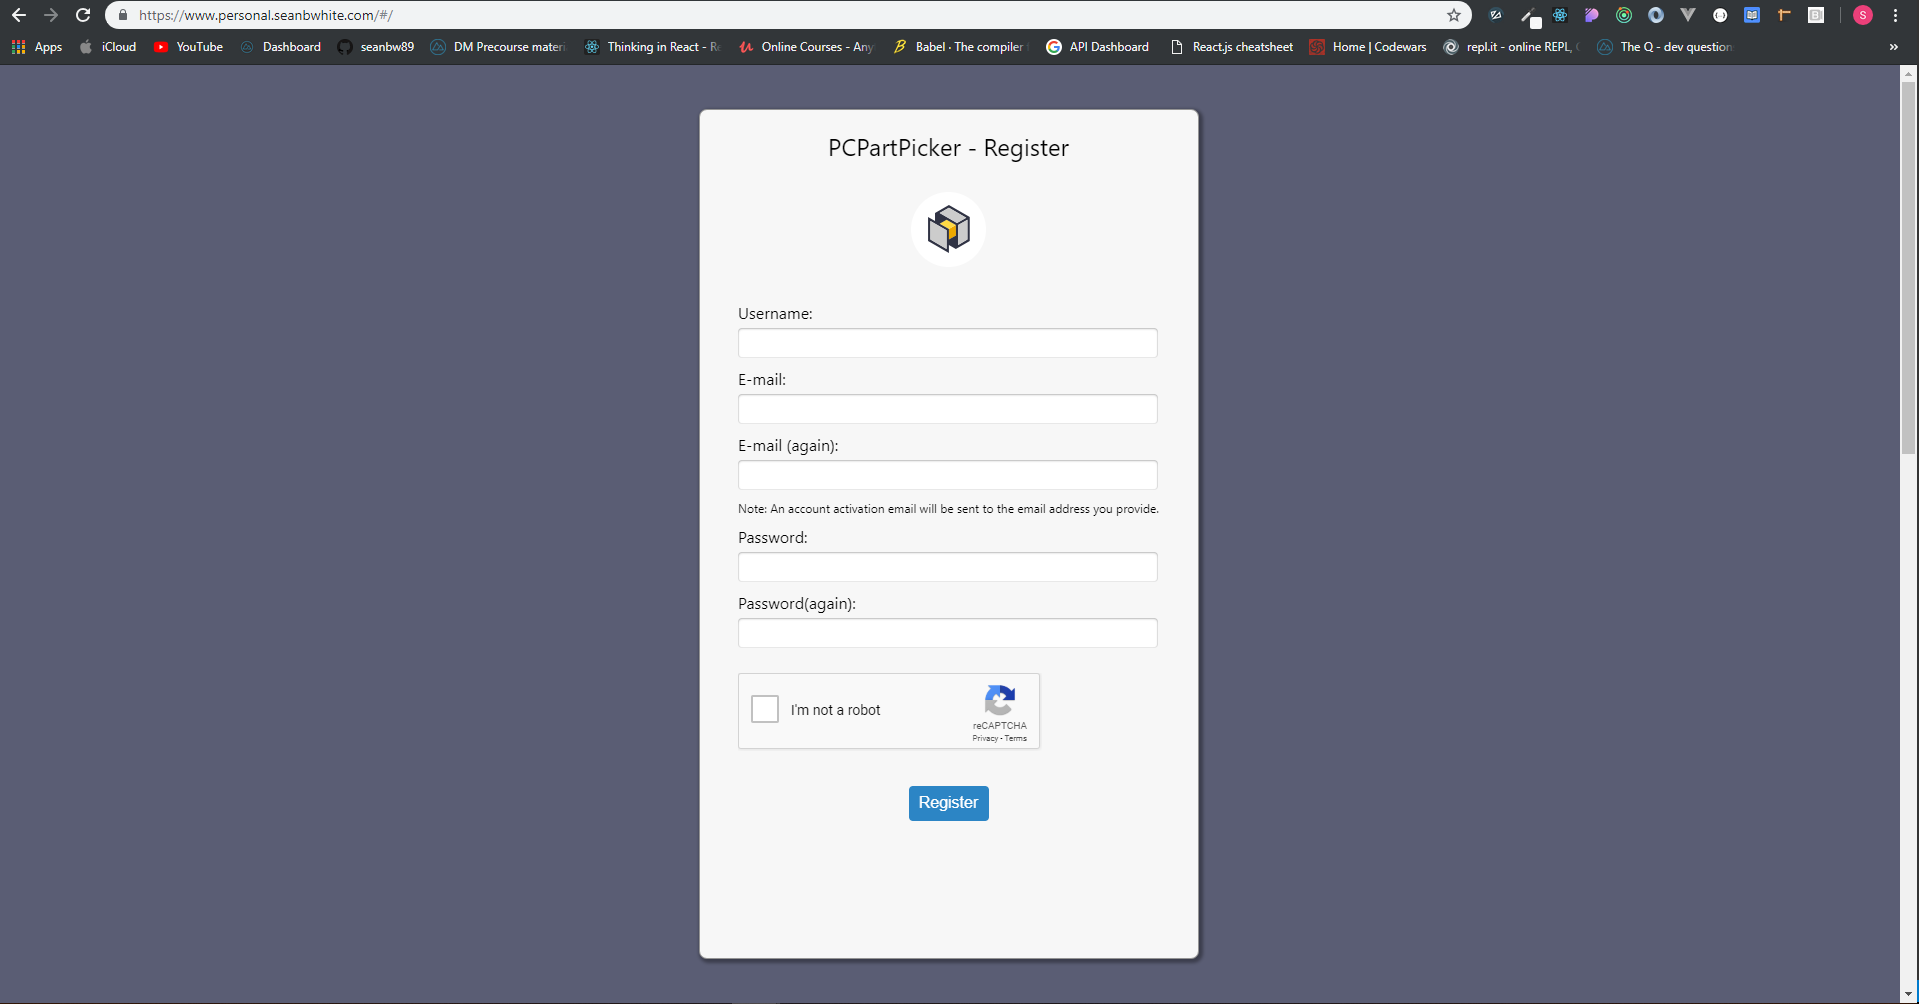 https://www.personal.seanbwhite.com/#/
S
Apps
iCloud
YouTube
Dashboard
seanbw89
DM Precourse materi
Thinking in React - Re
Online Courses - Any
Babel · The compiler
API Dashboard
React.js cheatsheet
Home | Codewars
repl.it - online REPL,
The Q - dev question
»
PCPartPicker - Register
Username:
E-mail:
E-mail (again):
Note: An account activation email will be sent to the email address you provide.
Password:
Password(again):
I'm not a robot
reCAPTCHA
Privacy - Terms
Register